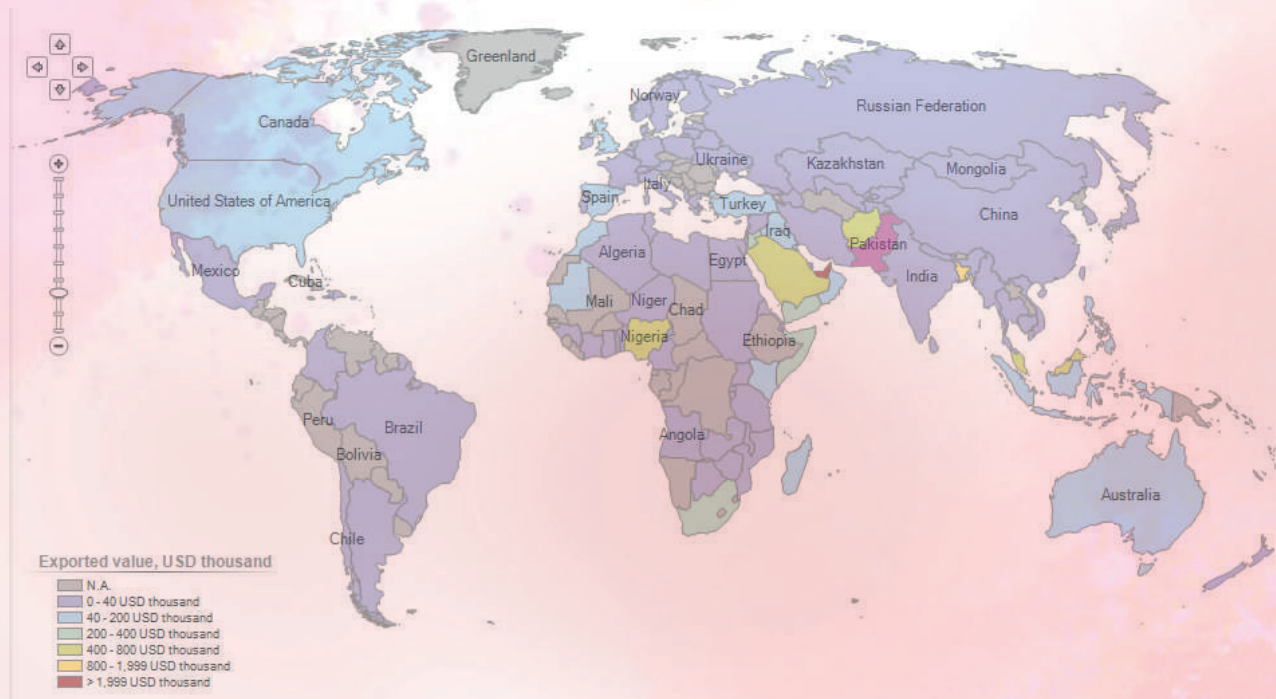 Greenland
Norway
Russian Federation
Canada
Ukraine
Kazakhstan
Mongolia
Italy
United States of America
Spain
Turkey
China
Iraq
Pakistan
Algeria
Egypt
India
Mexico
Cuba
Mali
Niger
Chad
Nigeria
Ethiopia
Peru
Brazil
Angola
Bolivia
Australia
Chile
Exported value, USD thousand
N.A.
0 - 40 USD thousand
40 - 200 USD thousand
200 - 400 USD thousand
400 - 800 USD thousand
800 - 1,999 USD thousand
> 1,999 USD thousand